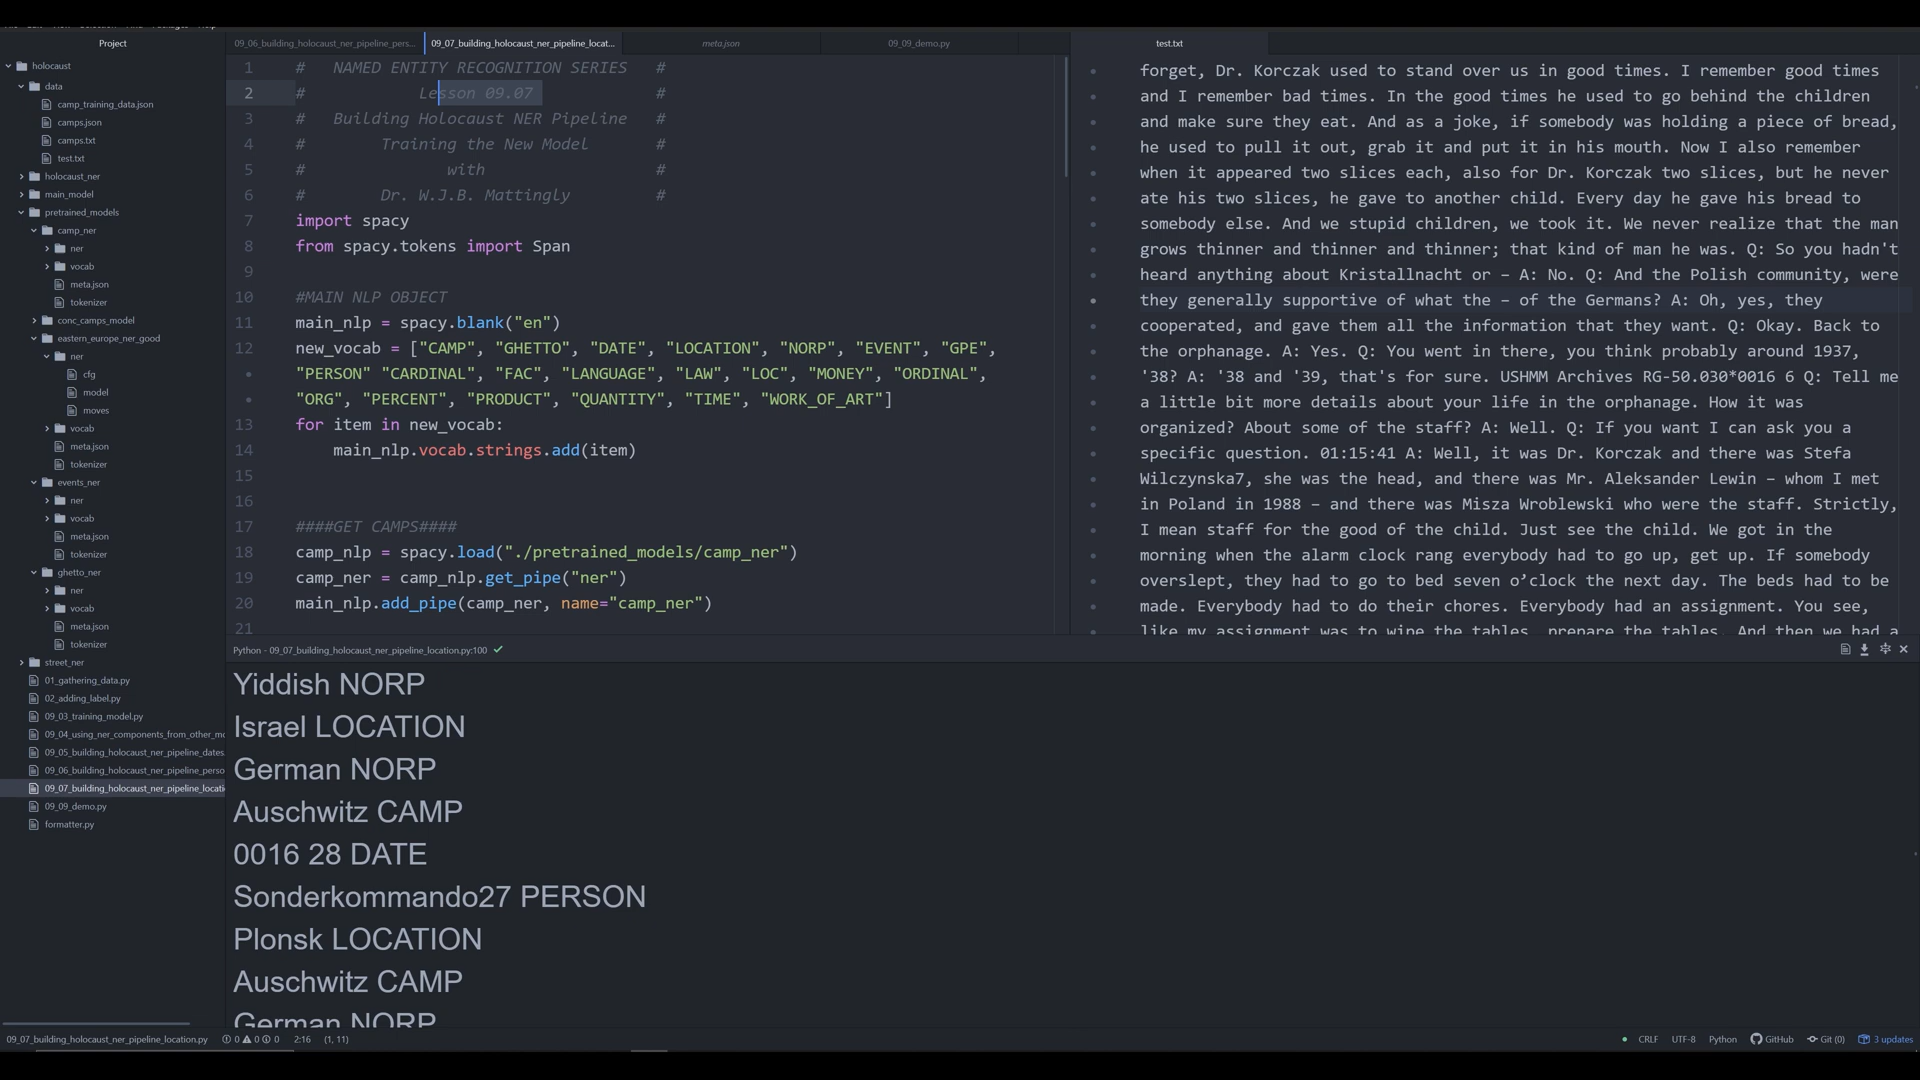 Project
holocaust
data
camp_training_data.json
camps.json
camps.txt
test.txt
holocaust_ner
main_model
pretrained_models
camp_ner
ner
vocab
meta.json
tokenizer
conc_camps_model
eastern_europe_ner_good
ner
cfg
model
moves
vocab
meta.json
tokenizer
events_ner
ner
vocab
meta.json
tokenizer
ghetto_ner
ner
vocab
meta.json
tokenizer
street_ner
01_gathering_data.py
02_adding_label.py
09_03_training_model.py
09_04_using_ner_components_from_other_mo
09_05_building_holocaust_ner_pipeline_dates.
09_06_building_holocaust_ner_pipeline_perso
09_07_building_holocaust_ner_pipeline_locati
09_09_demo.py
formatter.py
09_06_building_holocaust_ner_pipeline_pers...
09_07_building_holocaust_ner_pipeline_locat...
meta.json
09_09_demo.py
1 # NAMED ENTITY RECOGNITION SERIES #
2 # Lesson 09.07 #
3 # Building Holocaust NER Pipeline #
4 # Training the New Model #
5 # with #
6 # Dr. W.J.B. Mattingly #
7 import spacy
8 from spacy.tokens import Span
9
10 #MAIN NLP OBJECT
11 main_nlp = spacy.blank("en")
12 new_vocab = ["CAMP", "GHETTO", "DATE", "LOCATION", "NORP", "EVENT", "GPE",
"PERSON" "CARDINAL", "FAC", "LANGUAGE", "LAW", "LOC", "MONEY", "ORDINAL",
"ORG", "PERCENT", "PRODUCT", "QUANTITY", "TIME", "WORK_OF_ART"]
13 for item in new_vocab:
14 main_nlp.vocab.strings.add(item)
15
16
17 ####GET CAMPS####
18 camp_nlp = spacy.load("./pretrained_models/camp_ner")
19 camp_ner = camp_nlp.get_pipe("ner")
20 main_nlp.add_pipe(camp_ner, name="camp_ner")
21
test.txt
forget, Dr. Korczak used to stand over us in good times. I remember good times
and I remember bad times. In the good times he used to go behind the children
and make sure they eat. And as a joke, if somebody was holding a piece of bread,
he used to pull it out, grab it and put it in his mouth. Now I also remember
when it appeared two slices each, also for Dr. Korczak two slices, but he never
ate his two slices, he gave to another child. Every day he gave his bread to
somebody else. And we stupid children, we took it. We never realize that the man
grows thinner and thinner and thinner; that kind of man he was. Q: So you hadn't
heard anything about Kristallnacht or – A: No. Q: And the Polish community, were
they generally supportive of what the – of the Germans? A: Oh, yes, they
cooperated, and gave them all the information that they want. Q: Okay. Back to
the orphanage. A: Yes. Q: You went in there, you think probably around 1937,
'38? A: '38 and '39, that's for sure. USHMM Archives RG-50.030*0016 6 Q: Tell me
a little bit more details about your life in the orphanage. How it was
organized? About some of the staff? A: Well. Q: If you want I can ask you a
specific question. 01:15:41 A: Well, it was Dr. Korczak and there was Stefa
Wilczynska7, she was the head, and there was Mr. Aleksander Lewin – whom I met
in Poland in 1988 – and there was Misza Wroblewski who were the staff. Strictly,
I mean staff for the good of the child. Just see the child. We got in the
morning when the alarm clock rang everybody had to go up, get up. If somebody
overslept, they had to go to bed seven o’clock the next day. The beds had to be
made. Everybody had to do their chores. Everybody had an assignment. You see,
like my assignment was to wipe the tables, prepare the tables. And then we had a
Python - 09_07_building_holocaust_ner_pipeline_location.py:100
Yiddish NORP
Israel LOCATION
German NORP
Auschwitz CAMP
0016 28 DATE
Sonderkommando27 PERSON
Plonsk LOCATION
Auschwitz CAMP
German NORP
09_07_building_holocaust_ner_pipeline_location.py 0 0 0 2:16 (1, 11)
CRLF UTF-8 Python GitHub Git (0) 3 updates